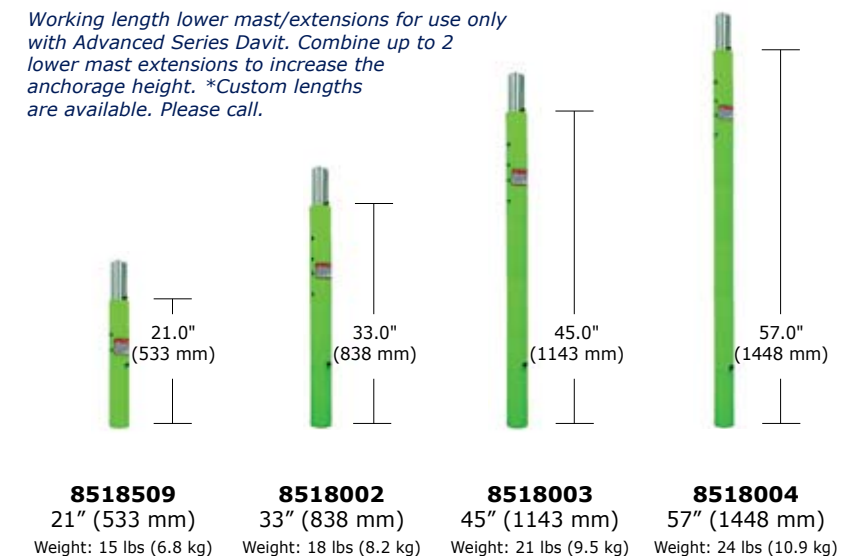 Working length lower mast/extensions for use only
with Advanced Series Davit. Combine up to 2
lower mast extensions to increase the
anchorage height. *Custom lengths
are available. Please call.
21.0"
(533 mm)
33.0"
(838 mm)
45.0"
(1143 mm)
57.0"
(1448 mm)
8518509
21” (533 mm)
Weight: 15 lbs (6.8 kg)
8518002
33” (838 mm)
Weight: 18 lbs (8.2 kg)
8518003
45” (1143 mm)
Weight: 21 lbs (9.5 kg)
8518004
57” (1448 mm)
Weight: 24 lbs (10.9 kg)